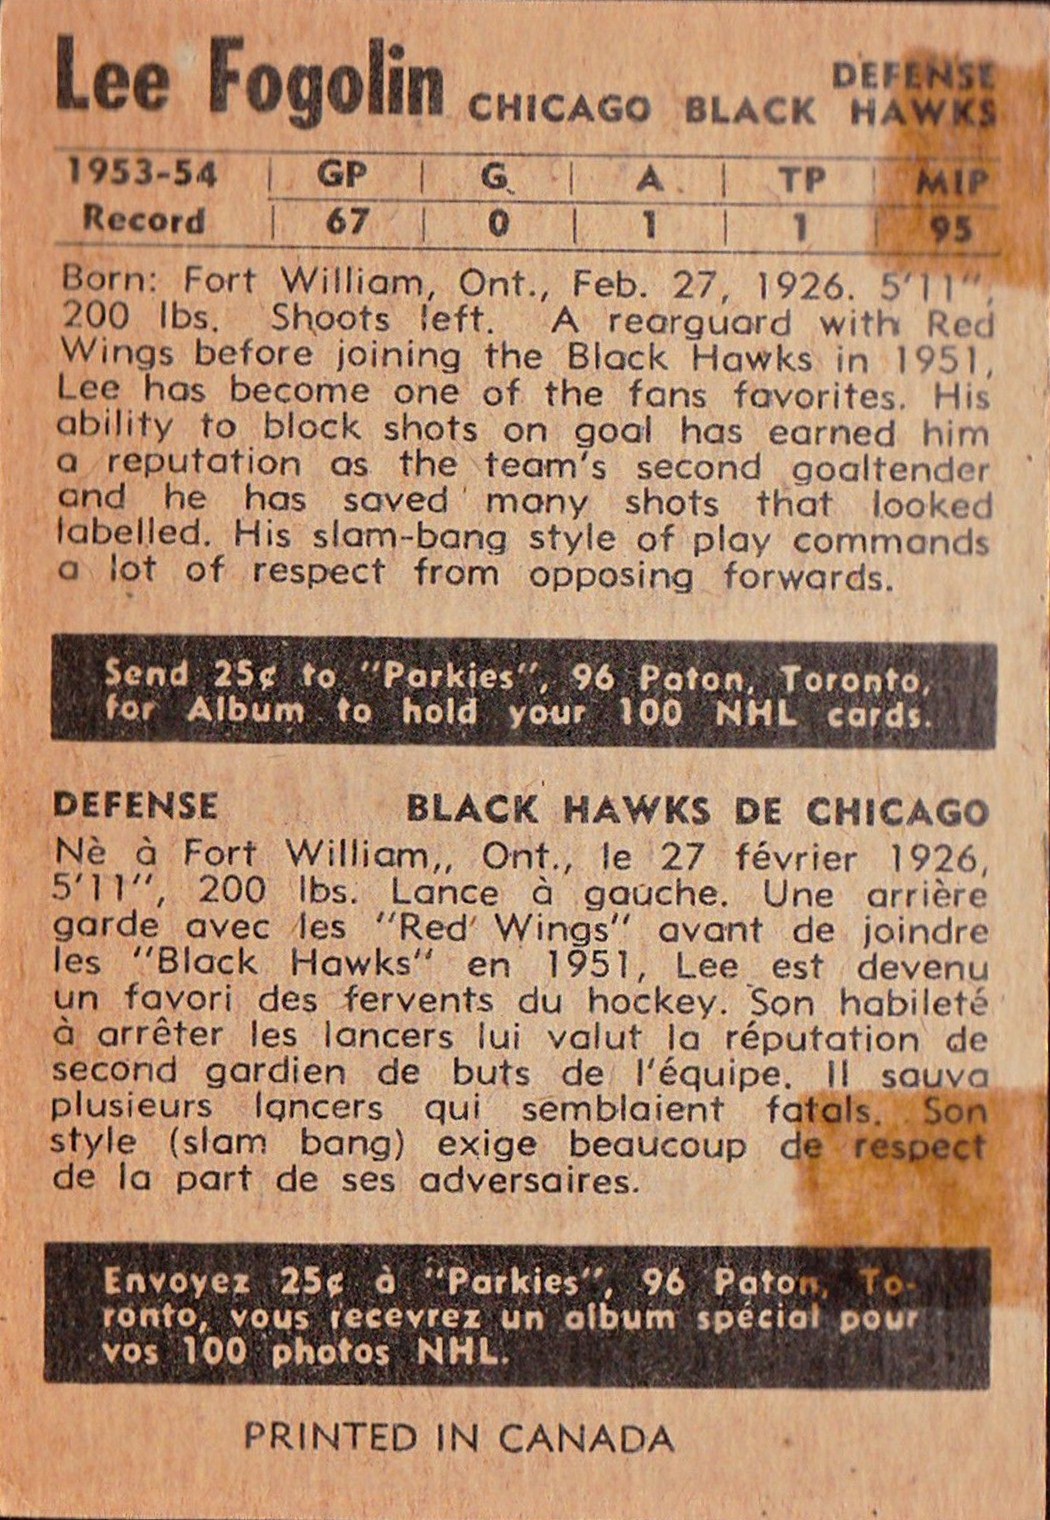 Lee Fogolin DEFENSE
CHICAGO BLACK HAWKS
1953-54 | GP | G | A | TP | MIP
Record | 67 | 0 | 1 | 1 | 95
Born: Fort William, Ont., Feb. 27, 1926. 5'11",
200 lbs. Shoots left. A rearguard with Red
Wings before joining the Black Hawks in 1951,
Lee has become one of the fans favorites. His
ability to block shots on goal has earned him
a reputation as the team's second goaltender
and he has saved many shots that looked
labelled. His slam-bang style of play commands
a lot of respect from opposing forwards.
Send 25¢ to "Parkies", 96 Paton, Toronto,
for Album to hold your 100 NHL cards.
DEFENSE BLACK HAWKS DE CHICAGO
Nè à Fort William,, Ont., le 27 février 1926,
5'11", 200 lbs. Lance à gauche. Une arrière
garde avec les "Red Wings" avant de joindre
les "Black Hawks" en 1951, Lee est devenu
un favori des fervents du hockey. Son habileté
à arrêter les lancers lui valut la réputation de
second gardien de buts de l'équipe. Il sauva
plusieurs lancers qui semblaient fatals. Son
style (slam bang) exige beaucoup de respect
de la part de ses adversaires.
Envoyez 25¢ à "Parkies", 96 Paton, To-
ronto, vous recevrez un album spécial pour
vos 100 photos NHL.
PRINTED IN CANADA